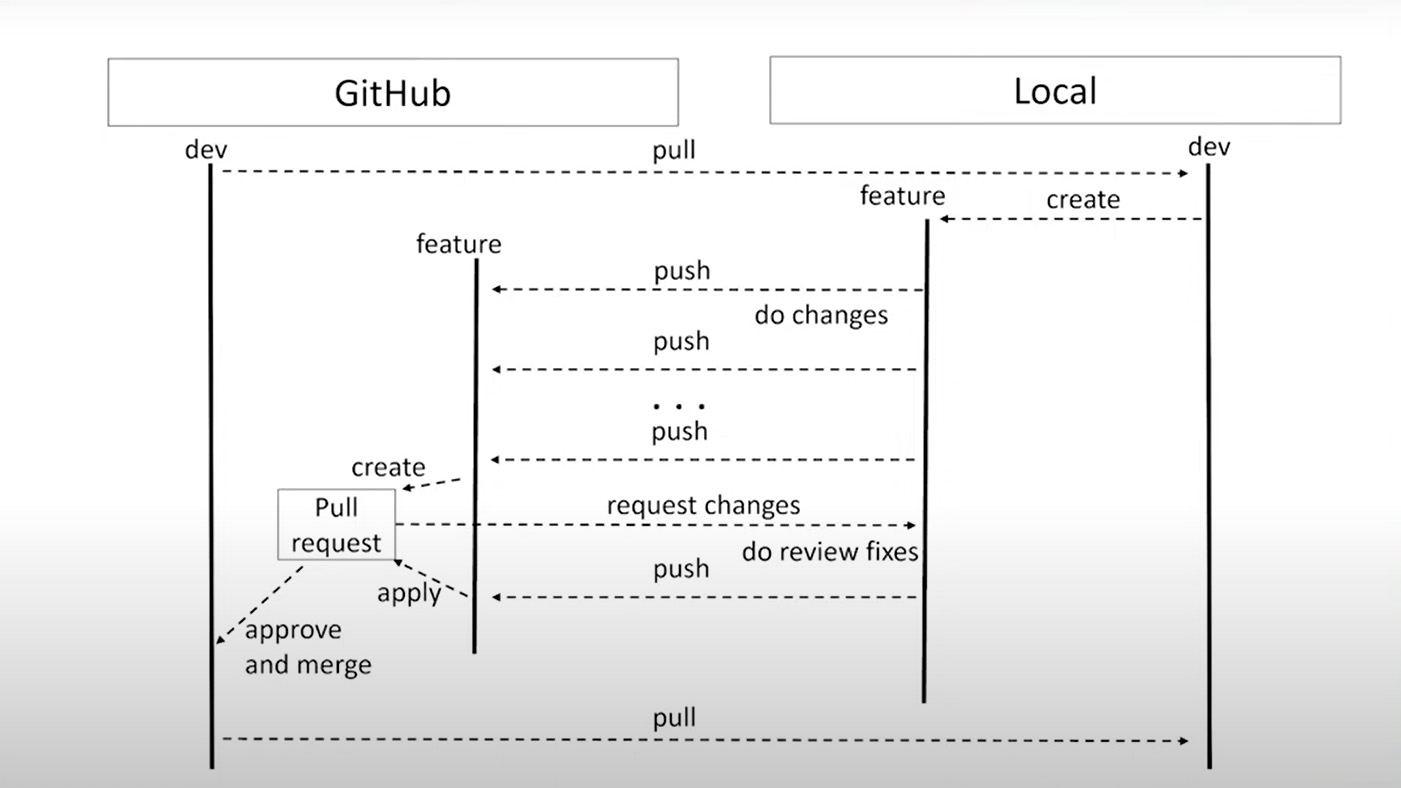 GitHub
Local
dev
pull
dev
feature
create
feature
push
do changes
push
. . .
push
create
Pull
request
request changes
do review fixes
push
apply
approve
and merge
pull